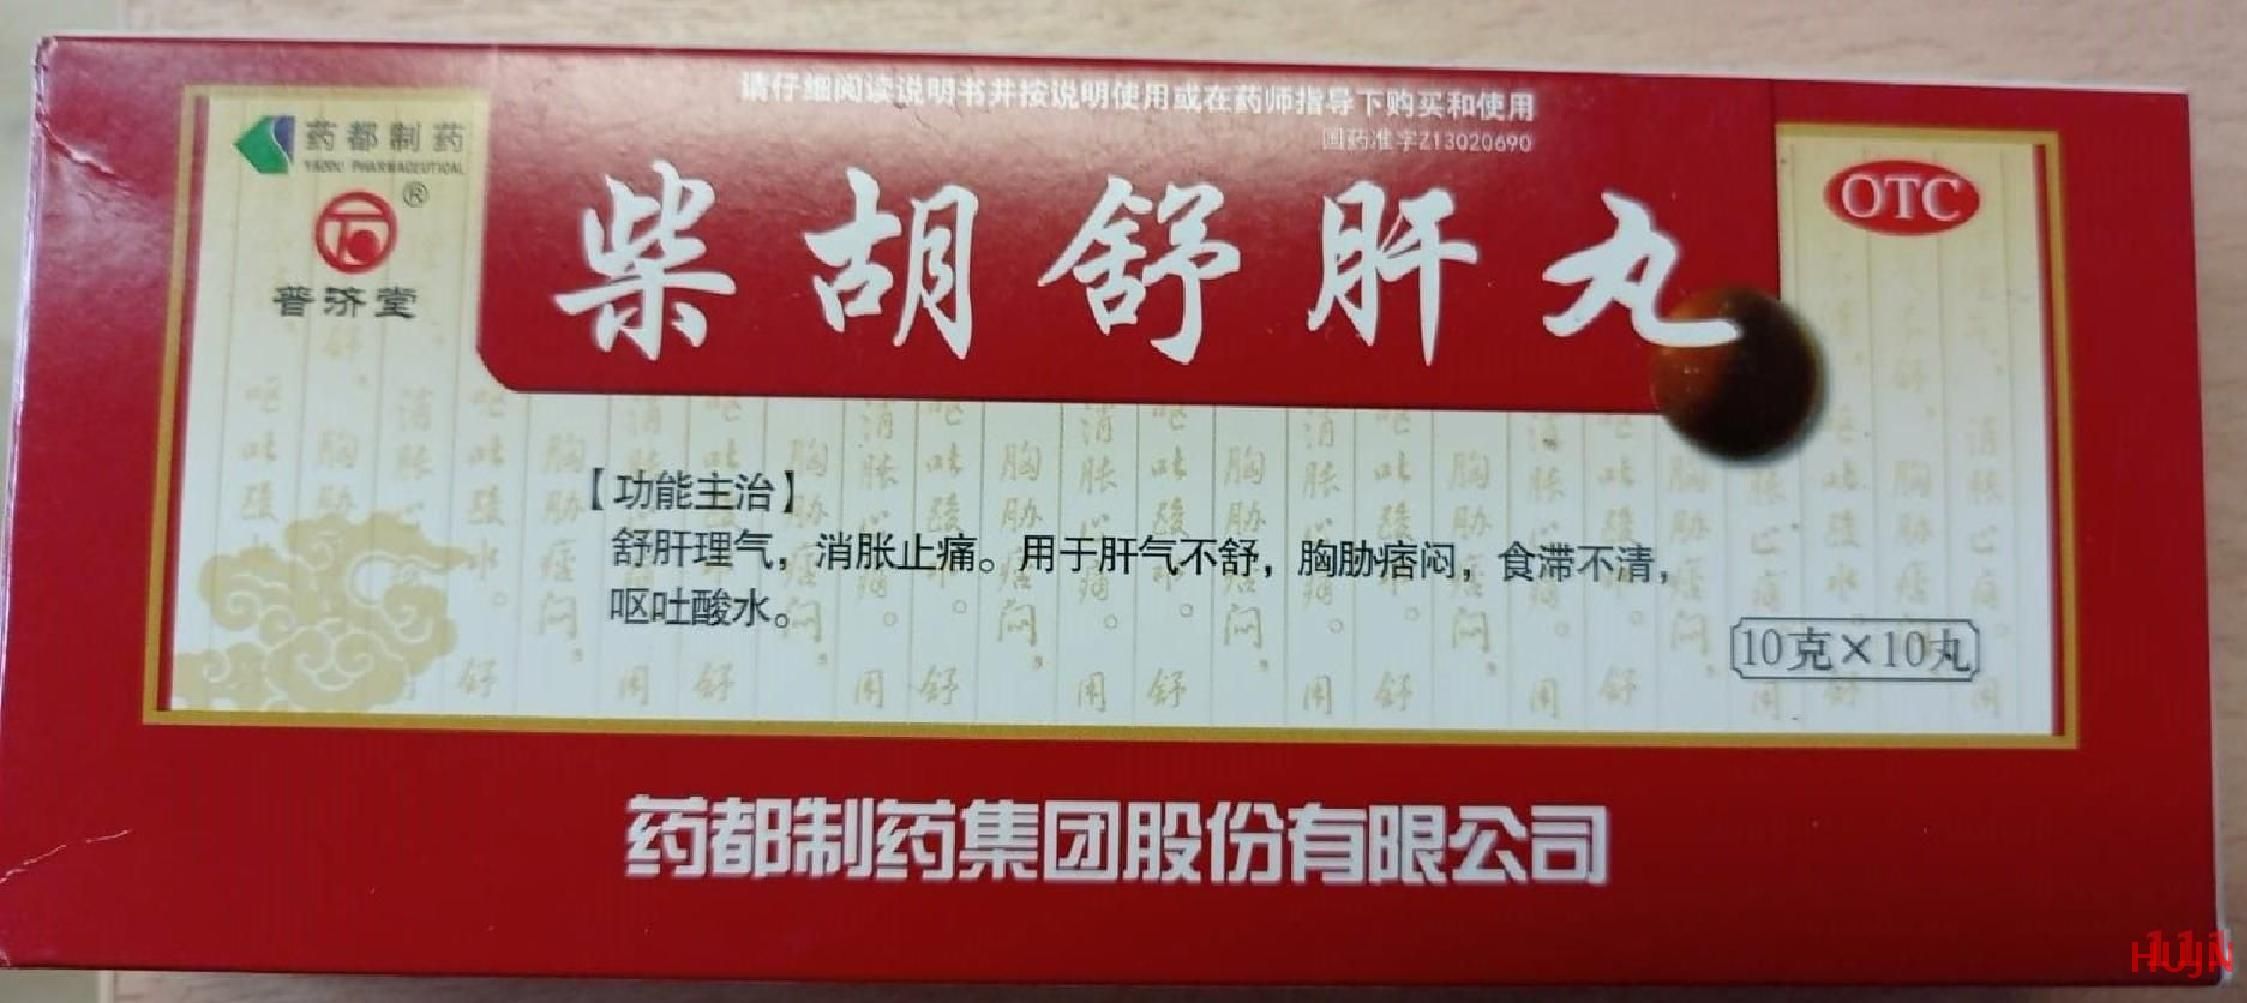 请仔细阅读说明书并按说明使用或在药师指导下购买和使用
国药准字Z13020690
药都制药
YAODU PHARMACEUTICAL
®
普济堂
柴胡舒肝丸
OTC
【功能主治】
舒肝理气，消胀止痛。用于肝气不舒，胸胁痞闷，食滞不清，
呕吐酸水。
10克×10丸
药都制药集团股份有限公司